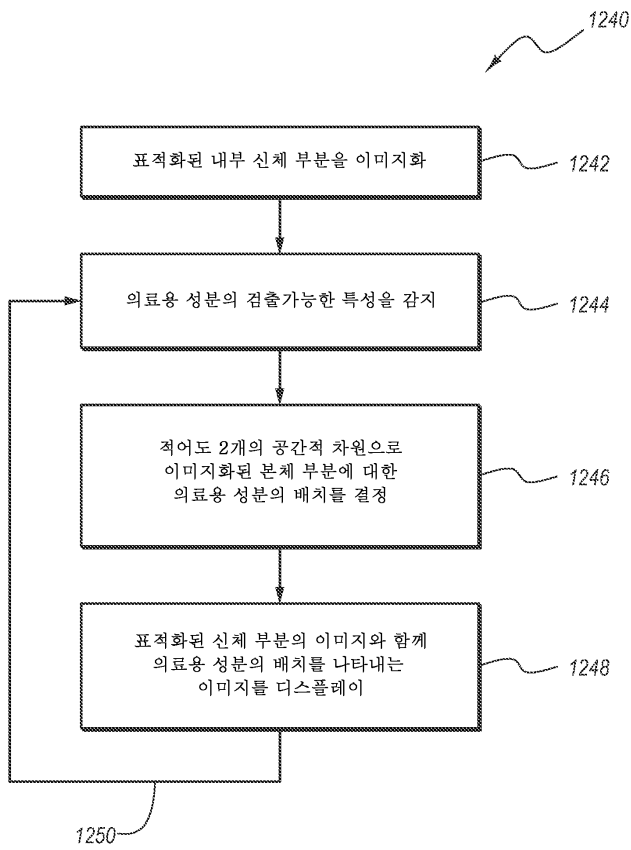 1240
표적화된 내부 신체 부분을 이미지화
1242
의료용 성분의 검출가능한 특성을 감지
1244
적어도 2개의 공간적 차원으로
이미지화된 본체 부분에 대한
의료용 성분의 배치를 결정
1246
표적화된 신체 부분의 이미지와 함께
의료용 성분의 배치를 나타내는
이미지를 디스플레이
1248
1250